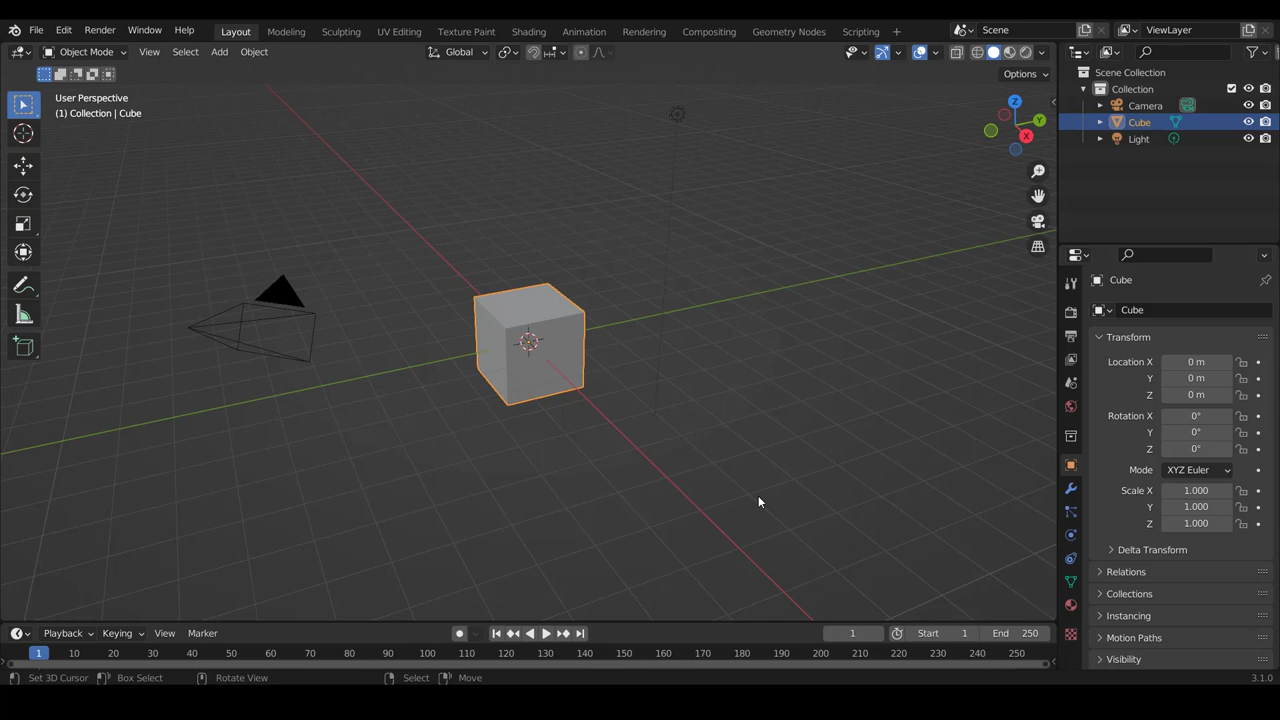 File Edit Render Window Help Layout Modeling Sculpting UV Editing Texture Paint Shading Animation Rendering Compositing Geometry Nodes Scripting + Scene ViewLayer
Object Mode View Select Add Object Global
Options
User Perspective
(1) Collection | Cube
Z
Y
X
Scene Collection
Collection
Camera
Cube
Light
Cube
Cube
Transform
Location X 0 m
Y 0 m
Z 0 m
Rotation X 0°
Y 0°
Z 0°
Mode XYZ Euler
Scale X 1.000
Y 1.000
Z 1.000
Delta Transform
Relations
Collections
Instancing
Motion Paths
Visibility
Playback Keying View Marker 1 Start 1 End 250
1 10 20 30 40 50 60 70 80 90 100 110 120 130 140 150 160 170 180 190 200 210 220 230 240 250
Set 3D Cursor Box Select Rotate View Select Move 3.1.0